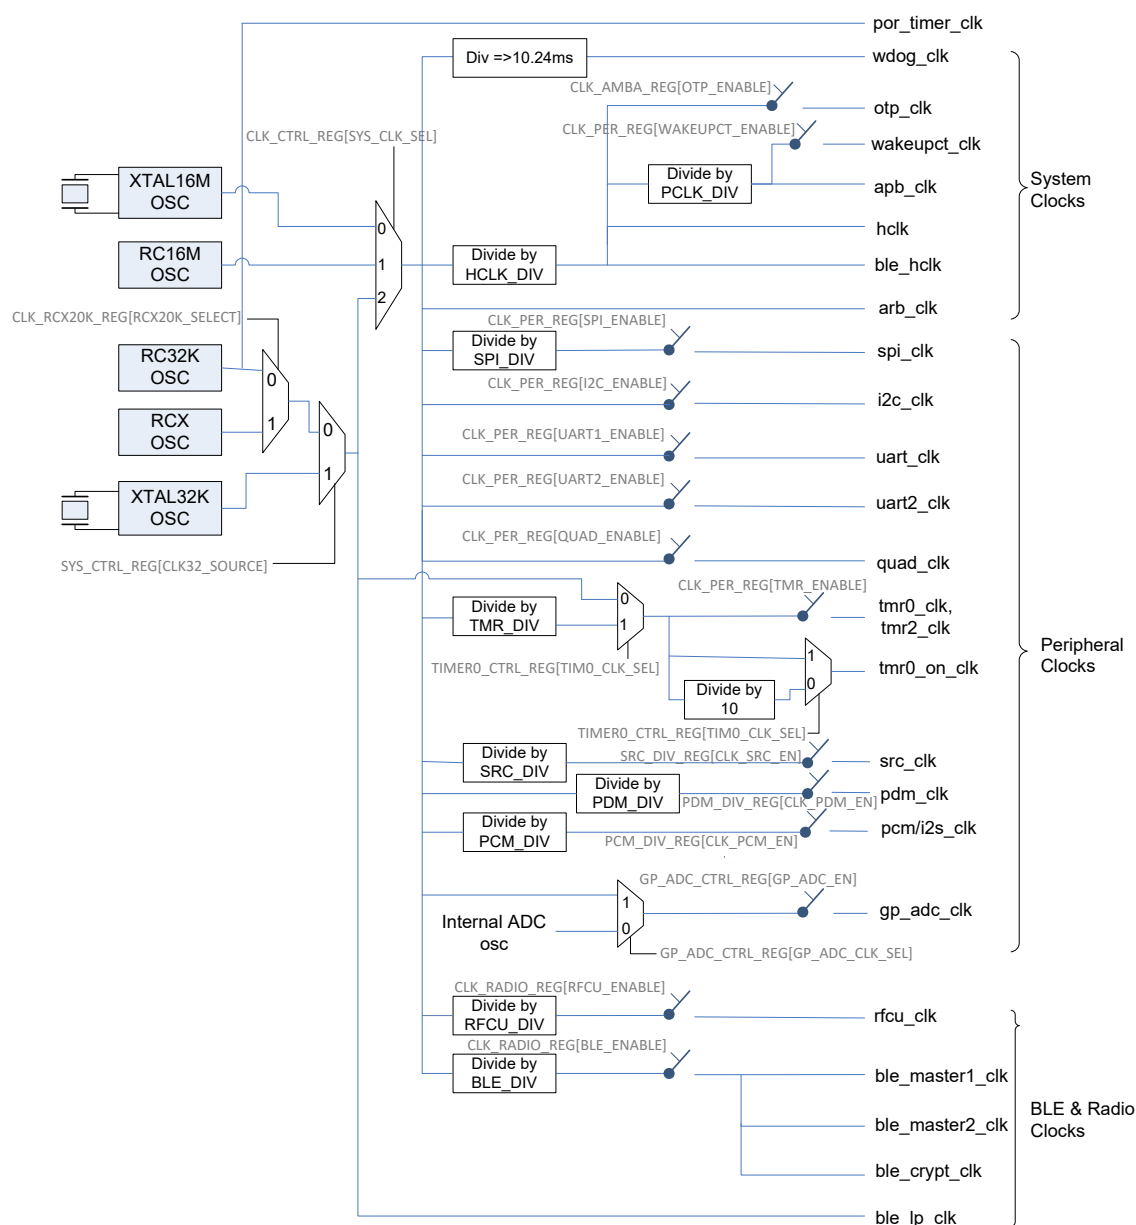 por_timer_clk
Div =>10.24ms
wdog_clk
CLK_AMBA_REG[OTP_ENABLE]
otp_clk
CLK_PER_REG[WAKEUPCT_ENABLE]
CLK_CTRL_REG[SYS_CLK_SEL]
wakeupct_clk
XTAL16M
OSC
Divide by
PCLK_DIV
apb_clk
System
Clocks
0
hclk
RC16M
OSC
1
Divide by
HCLK_DIV
ble_hclk
2
arb_clk
CLK_RCX20K_REG[RCX20K_SELECT]
CLK_PER_REG[SPI_ENABLE]
RC32K
OSC
0
Divide by
SPI_DIV
spi_clk
CLK_PER_REG[I2C_ENABLE]
i2c_clk
RCX
OSC
1
0
CLK_PER_REG[UART1_ENABLE]
uart_clk
1
CLK_PER_REG[UART2_ENABLE]
XTAL32K
OSC
uart2_clk
CLK_PER_REG[QUAD_ENABLE]
SYS_CTRL_REG[CLK32_SOURCE]
quad_clk
CLK_PER_REG[TMR_ENABLE]
0
Divide by
TMR_DIV
1
tmr0_clk,
tmr2_clk
Peripheral
Clocks
TIMER0_CTRL_REG[TIM0_CLK_SEL]
1
tmr0_on_clk
0
Divide by
10
TIMER0_CTRL_REG[TIM0_CLK_SEL]
Divide by
SRC_DIV
SRC_DIV_REG[CLK_SRC_EN]
src_clk
Divide by
PDM_DIV
PDM_DIV_REG[CLK_PDM_EN]
pdm_clk
Divide by
PCM_DIV
PCM_DIV_REG[CLK_PCM_EN]
pcm/i2s_clk
GP_ADC_CTRL_REG[GP_ADC_EN]
1
Internal ADC
osc
0
gp_adc_clk
GP_ADC_CTRL_REG[GP_ADC_CLK_SEL]
CLK_RADIO_REG[RFCU_ENABLE]
Divide by
RFCU_DIV
rfcu_clk
CLK_RADIO_REG[BLE_ENABLE]
Divide by
BLE_DIV
ble_master1_clk
BLE & Radio
Clocks
ble_master2_clk
ble_crypt_clk
ble_lp_clk